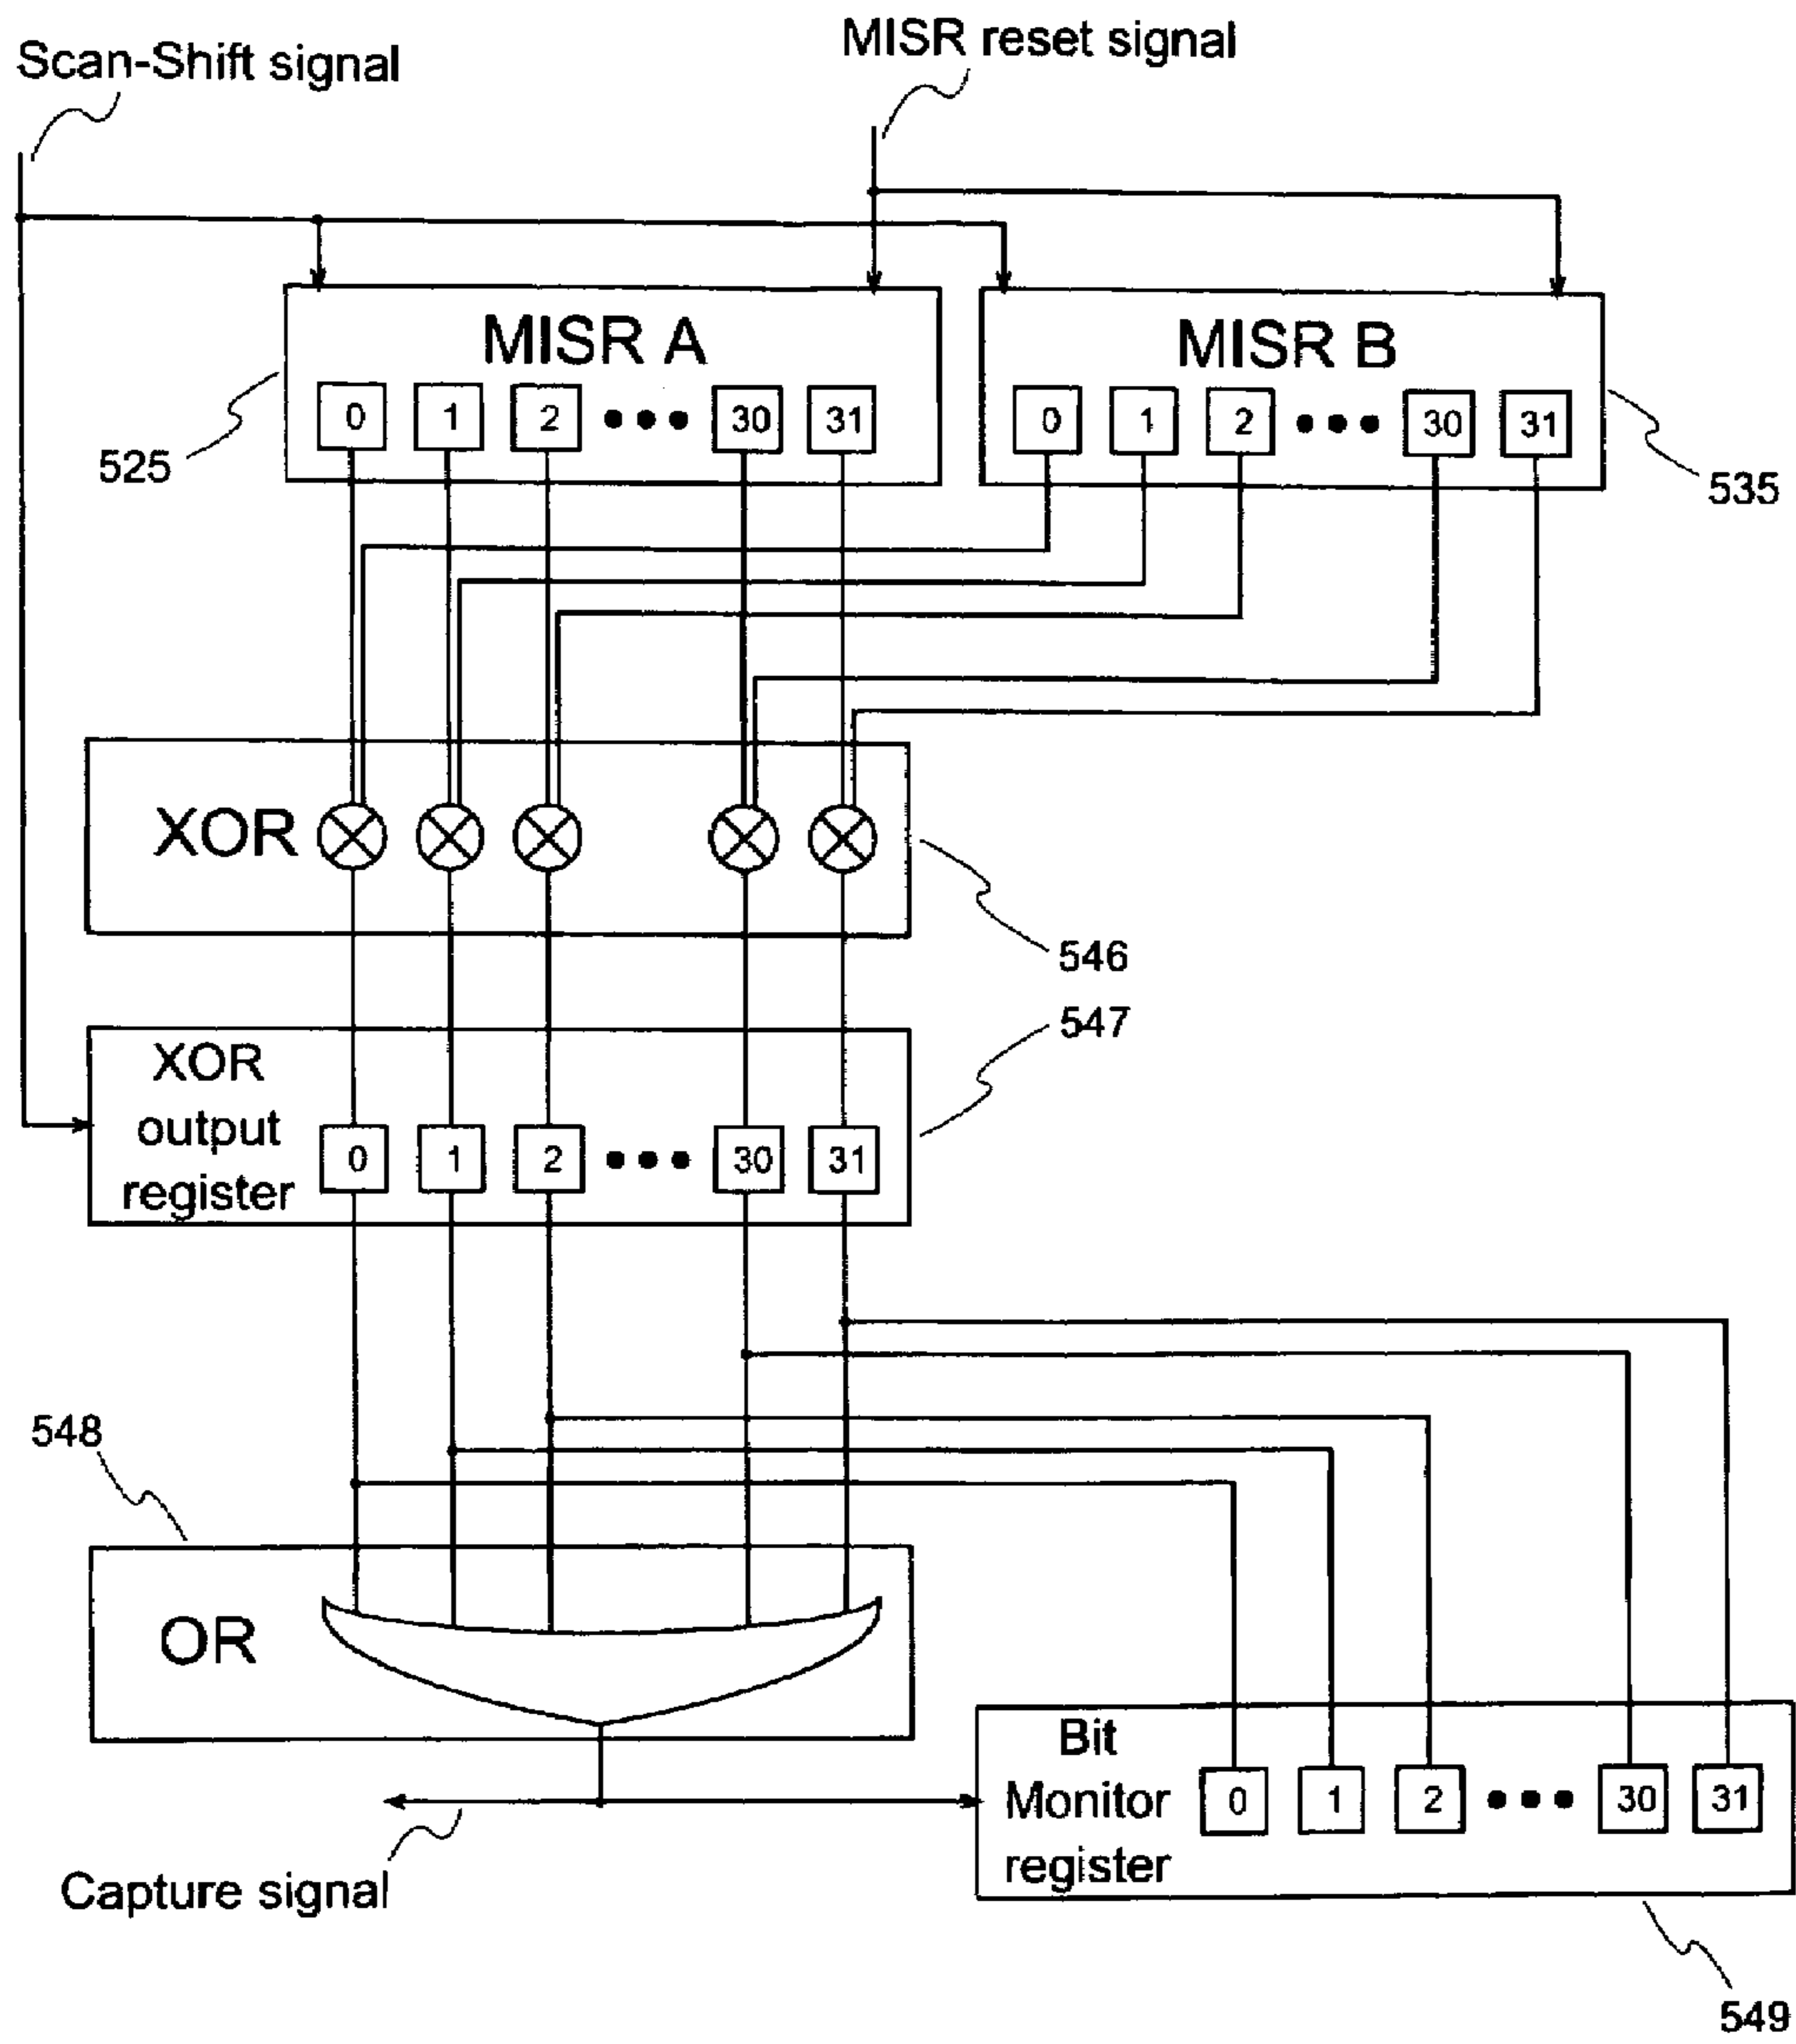 MISR reset signal
Scan-Shift signal
MISR A
MISR B
0 1 2 ••• 30 31
0 1 2 ••• 30 31
525
535
XOR
546
547
XOR
output
register
0 1 2 ••• 30 31
548
OR
Bit
Monitor
register
0 1 2 ••• 30 31
Capture signal
549